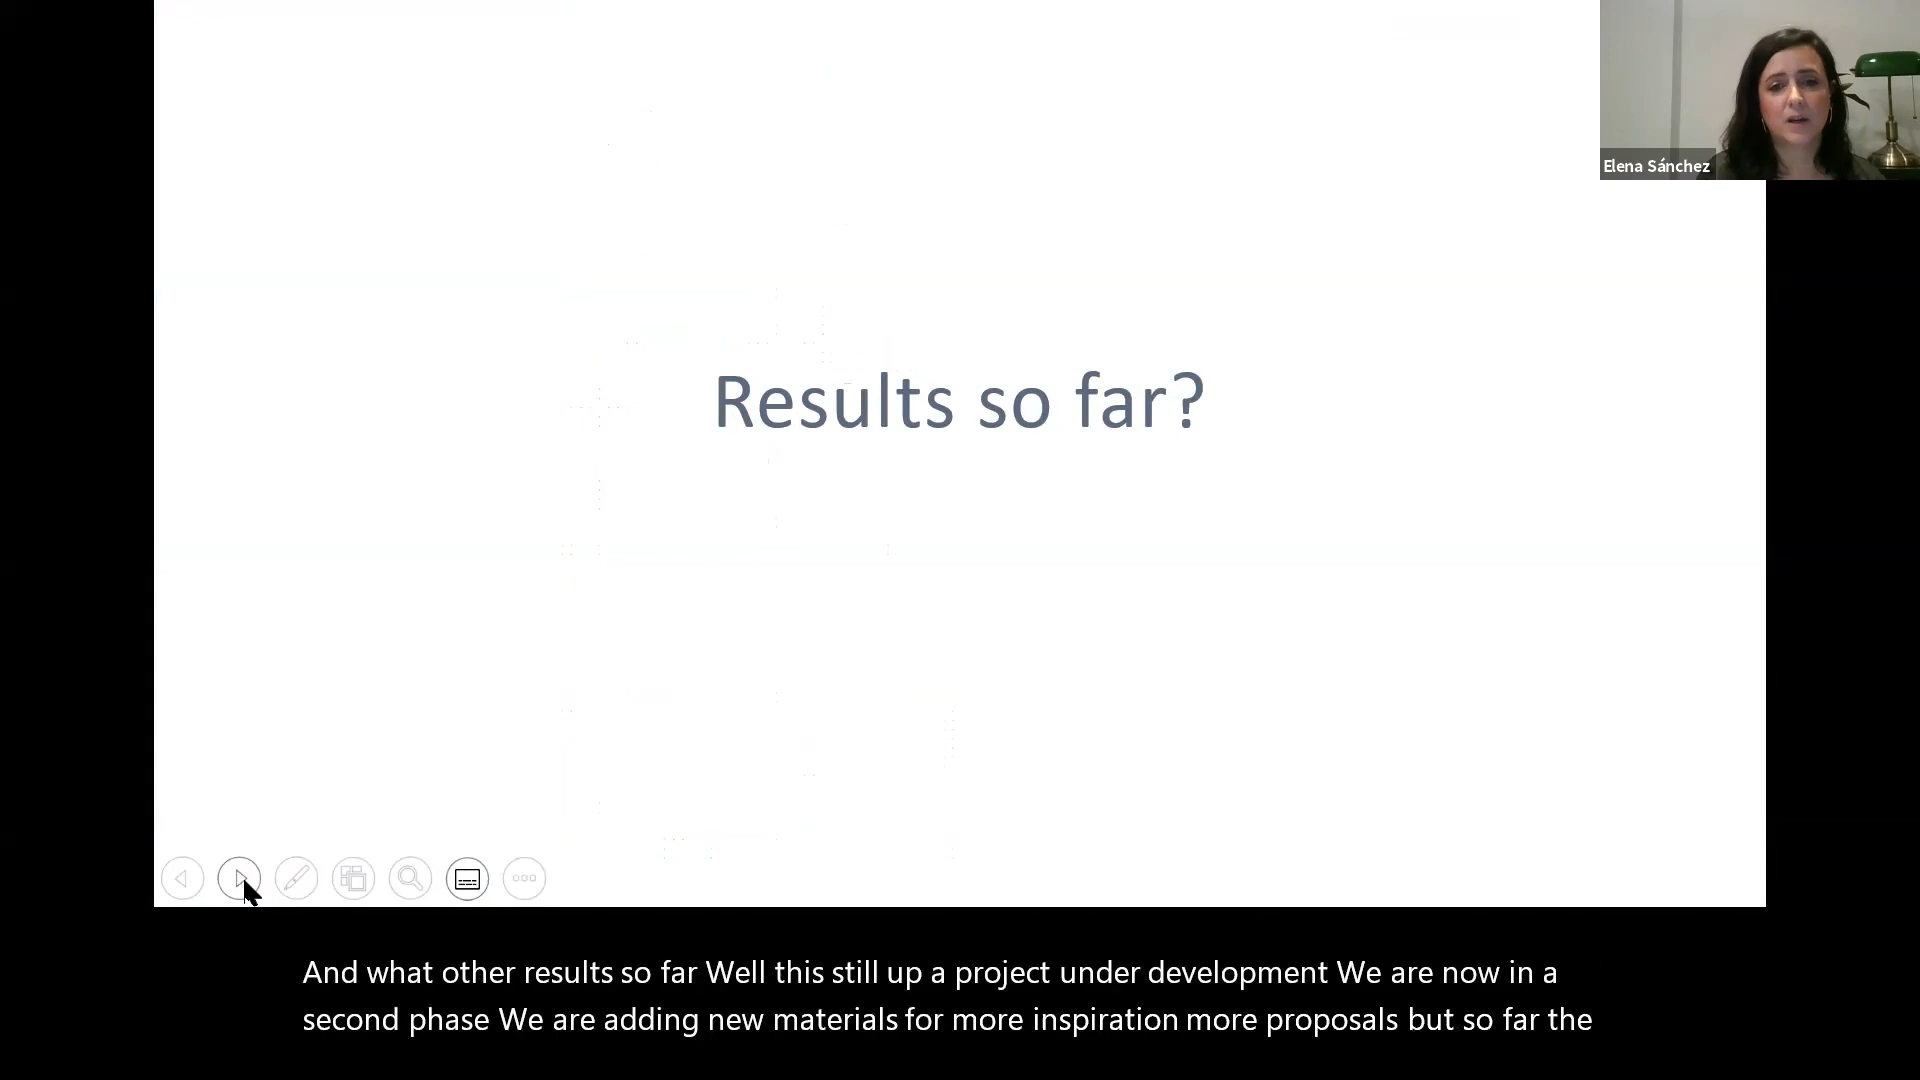 Elena Sánchez
Results so far?
And what other results so far Well this still up a project under development We are now in a
second phase We are adding new materials for more inspiration more proposals but so far the